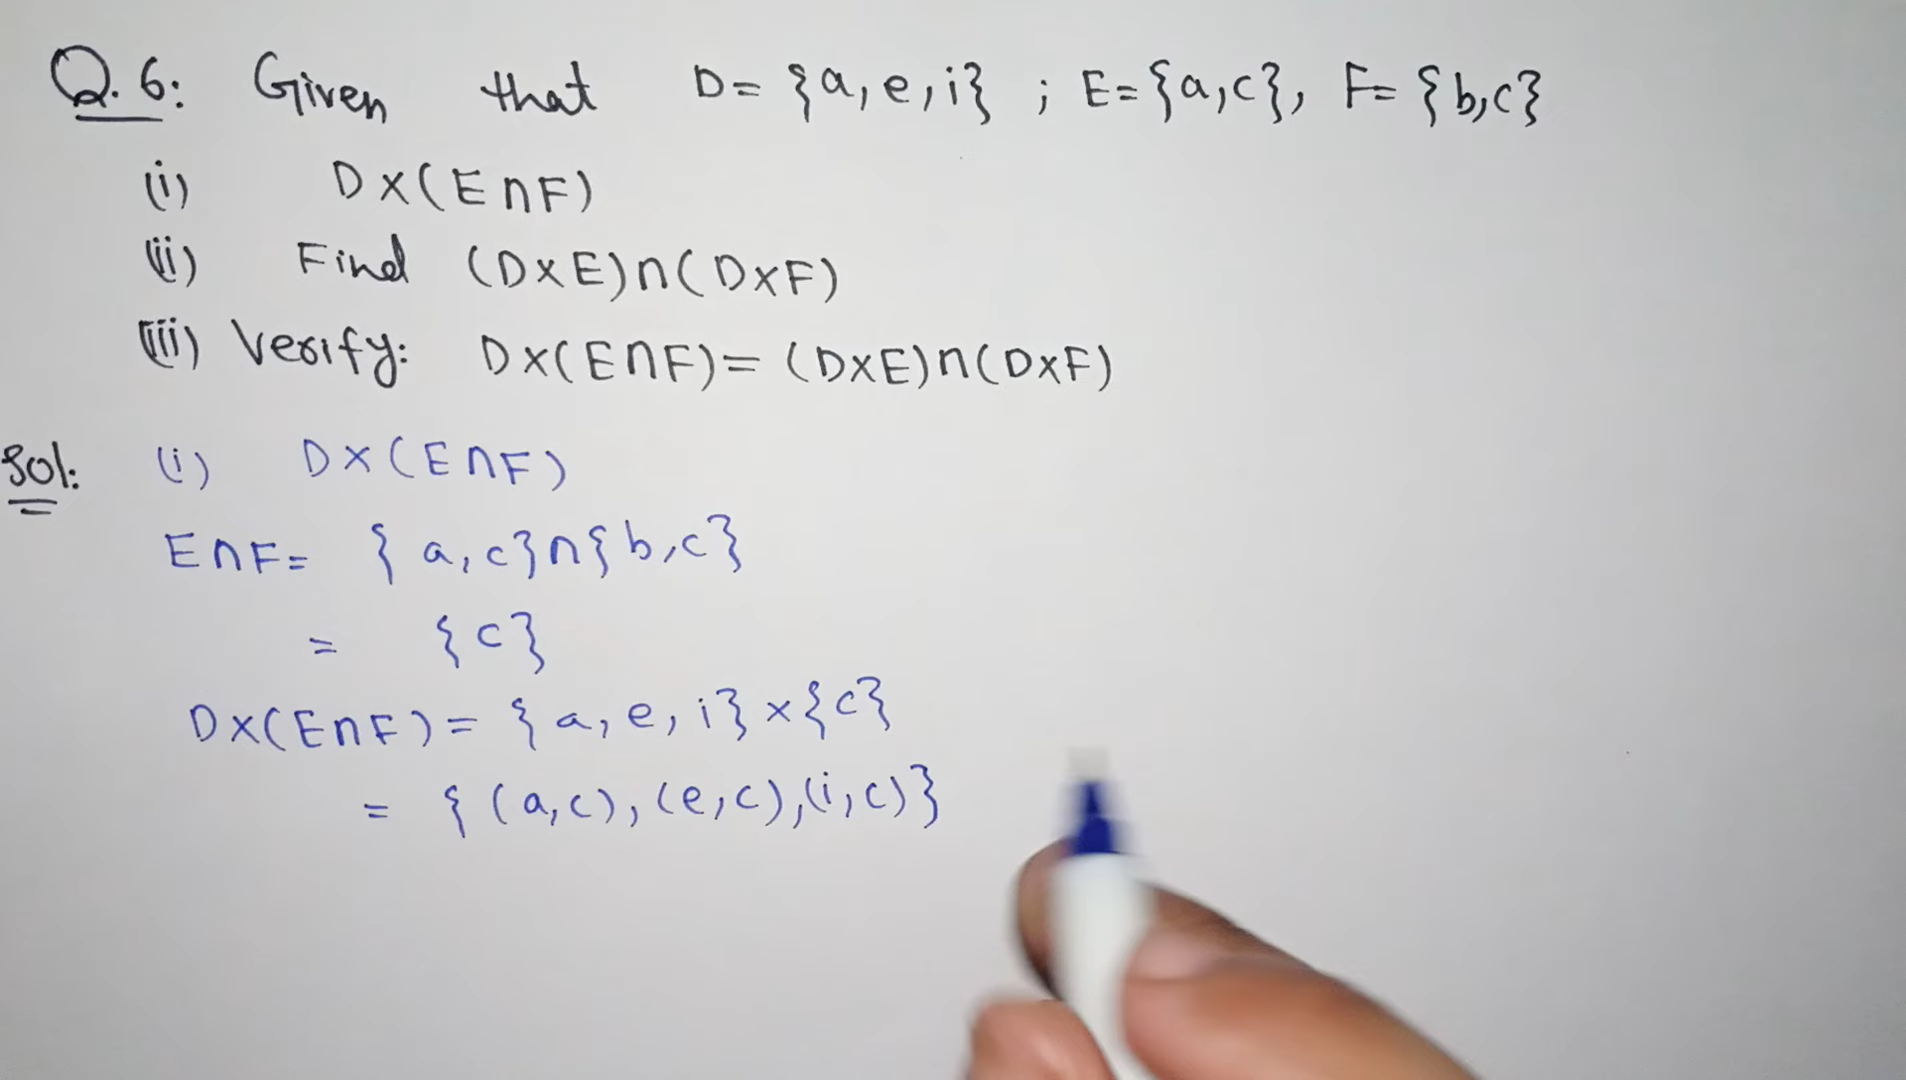 Q.6: Given that D= {a, e, i} ; E={a,c}, F= {b,c}
(i) D×(E∩F)
(ii) Find (D×E)∩(D×F)
(iii) Verify: D×(E∩F)= (D×E)∩(D×F)
Sol: (i) D×(E∩F)
E∩F= {a,c}∩{b,c}
= {c}
D×(E∩F)= {a, e, i}×{c}
= {(a,c), (e,c), (i,c)}